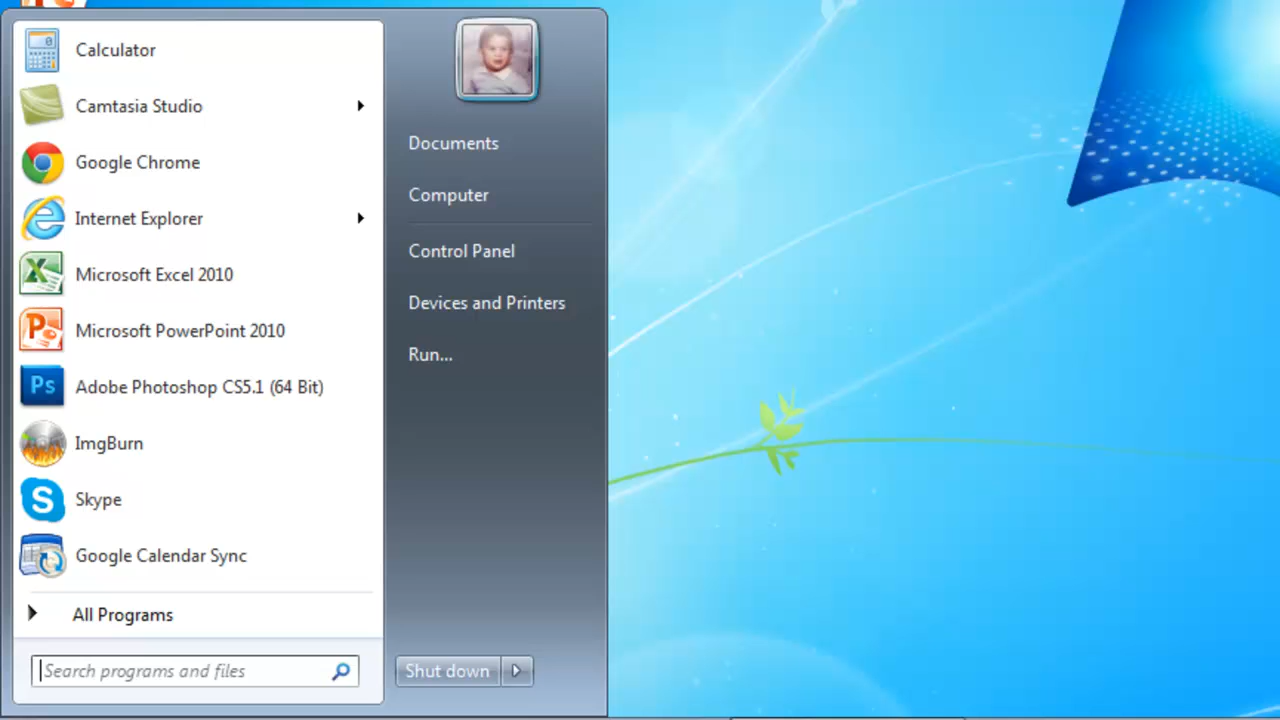 Calculator
Camtasia Studio
Google Chrome
Internet Explorer
Microsoft Excel 2010
Microsoft PowerPoint 2010
Ps
Adobe Photoshop CS5.1 (64 Bit)
ImgBurn
Skype
Google Calendar Sync
All Programs
Search programs and files
Documents
Computer
Control Panel
Devices and Printers
Run...
Shut down